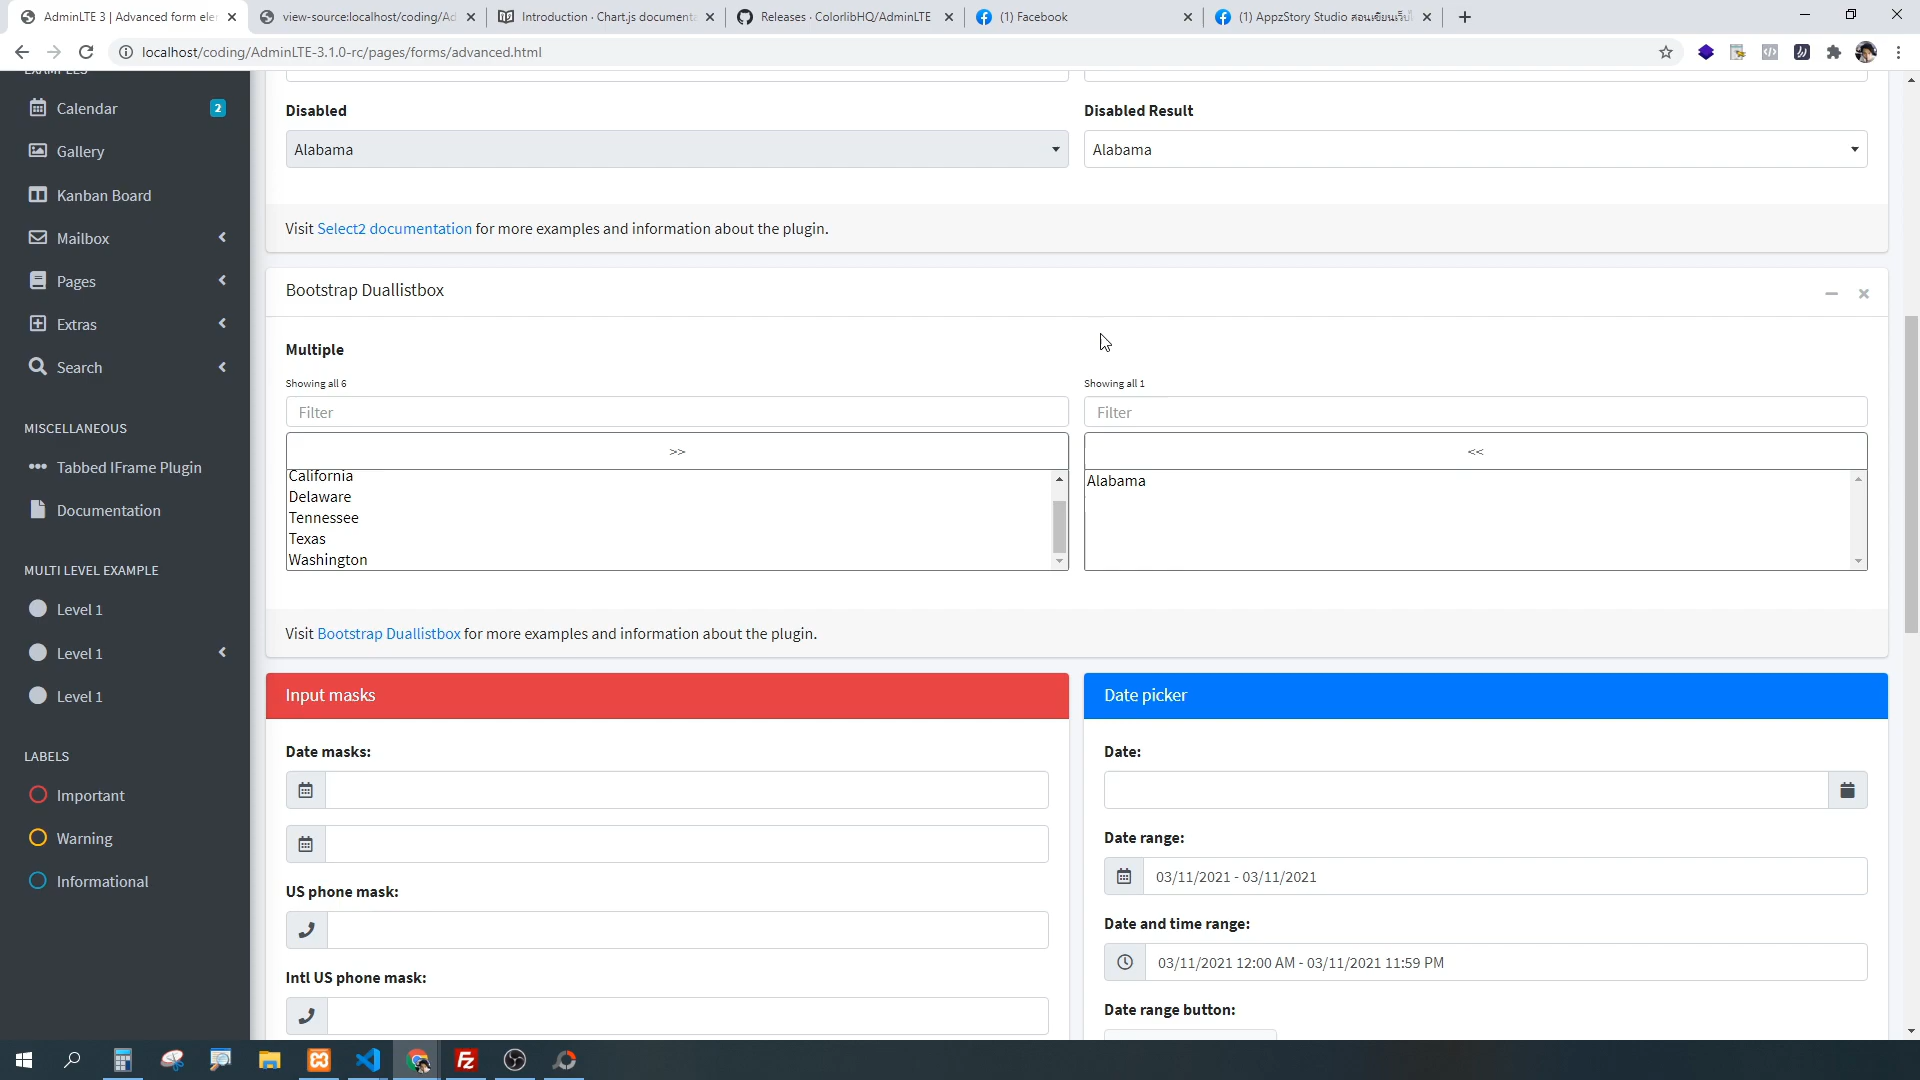 AdminLTE 3 | Advanced form ele
view-source:localhost/coding/Ad
Introduction · Chart.js documenta
Releases · ColorlibHQ/AdminLTE
(1) Facebook
(1) AppzStory Studio สอนเขียนเว็บไ
localhost/coding/AdminLTE-3.1.0-rc/pages/forms/advanced.html
EXAMPLES
Calendar
2
Gallery
Kanban Board
Mailbox
Pages
Extras
Search
MISCELLANEOUS
Tabbed IFrame Plugin
Documentation
MULTI LEVEL EXAMPLE
Level 1
Level 1
Level 1
LABELS
Important
Warning
Informational
Disabled
Alabama
Disabled Result
Alabama
Visit Select2 documentation for more examples and information about the plugin.
Bootstrap Duallistbox
Multiple
Showing all 6
Filter
>>
California
Delaware
Tennessee
Texas
Washington
Showing all 1
Filter
<<
Alabama
Visit Bootstrap Duallistbox for more examples and information about the plugin.
Input masks
Date masks:
US phone mask:
Intl US phone mask:
Date picker
Date:
Date range:
03/11/2021 - 03/11/2021
Date and time range:
03/11/2021 12:00 AM - 03/11/2021 11:59 PM
Date range button: